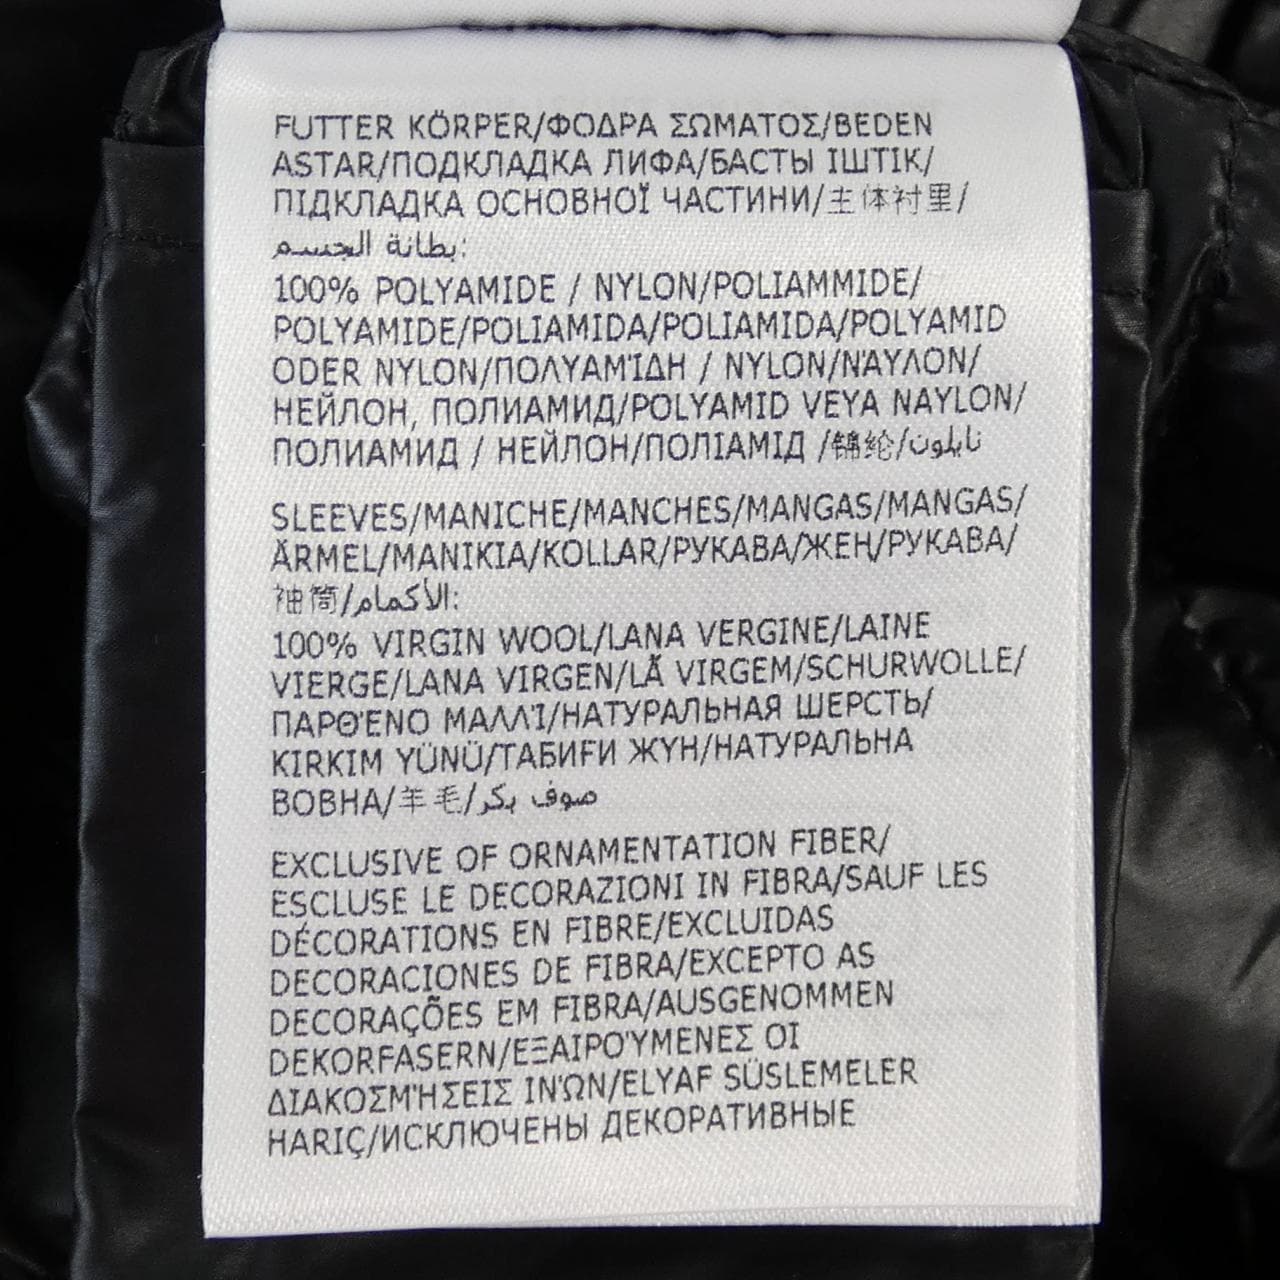 FUTTER KÖRPER/ΦΟΔΡΑ ΣΩΜΑΤΟΣ/BEDEN
ASTAR/ПОДКЛАДКА ЛИФА/БАСТЫ ІШТІК/
ПІДКЛАДКА ОСНОВНОЇ ЧАСТИНИ/主体衬里/
بطانة الجسم:
100% POLYAMIDE / NYLON/POLIAMMIDE/
POLYAMIDE/POLIAMIDA/POLIAMIDA/POLYAMID
ODER NYLON/ΠΟΛΥΑΜΊΔΗ / NYLON/ΝΆΥΛΟΝ/
НЕЙЛОН, ПОЛИАМИД/POLYAMID VEYA NAYLON/
ПОЛИАМИД / НЕЙЛОН/ПОЛІАМІД /锦纶/نايلون
SLEEVES/MANICHE/MANCHES/MANGAS/MANGAS/
ÄRMEL/ΜΑΝΙΚΙΑ/KOLLAR/РУКАВА/ЖЕҢ/РУКАВА/
袖筒/الأكمام:
100% VIRGIN WOOL/LANA VERGINE/LAINE
VIERGE/LANA VIRGEN/LÃ VIRGEM/SCHURWOLLE/
ΠΑΡΘΈΝΟ ΜΑΛΛΊ/НАТУРАЛЬНАЯ ШЕРСТЬ/
KIRKIM YÜNÜ/ТАБИҒИ ЖҮН/НАТУРАЛЬНА
ВОВНА/羊毛/صوف بكر
EXCLUSIVE OF ORNAMENTATION FIBER/
ESCLUSE LE DECORAZIONI IN FIBRA/SAUF LES
DÉCORATIONS EN FIBRE/EXCLUIDAS
DECORACIONES DE FIBRA/EXCEPTO AS
DECORAÇÕES EM FIBRA/AUSGENOMMEN
DEKORFASERN/ΕΞΑΙΡΟΎΜΕΝΕΣ ΟΙ
ΔΙΑΚΟΣΜΉΣΕΙΣ ΙΝΏΝ/ELYAF SÜSLEMELER
HARIÇ/ИСКЛЮЧЕНЫ ДЕКОРАТИВНЫЕ